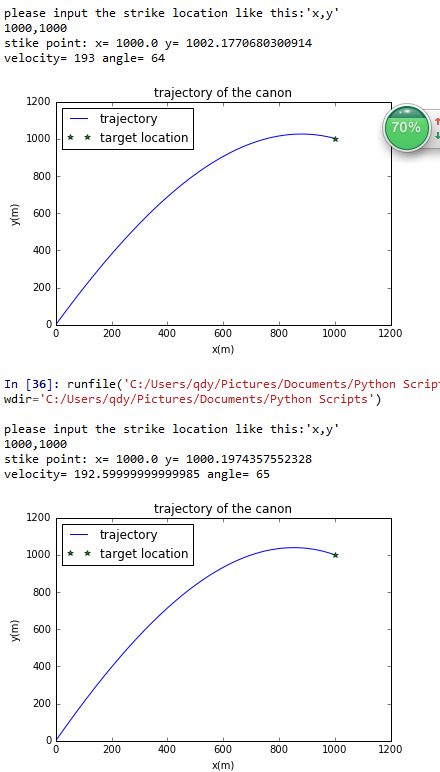 please input the strike location like this:'x,y'
1000,1000
stike point: x= 1000.0 y= 1002.1770680300914
velocity= 193 angle= 64
trajectory of the canon
1200
1000
800
600
400
200
0
y(m)
trajectory
target location
0 200 400 600 800 1000 1200
x(m)
70%
In [36]: runfile('C:/Users/qdy/Pictures/Documents/Python Script
wdir='C:/Users/qdy/Pictures/Documents/Python Scripts')
please input the strike location like this:'x,y'
1000,1000
stike point: x= 1000.0 y= 1000.1974357552328
velocity= 192.59999999999985 angle= 65
trajectory of the canon
1200
1000
800
600
400
200
0
y(m)
trajectory
target location
0 200 400 600 800 1000 1200
x(m)